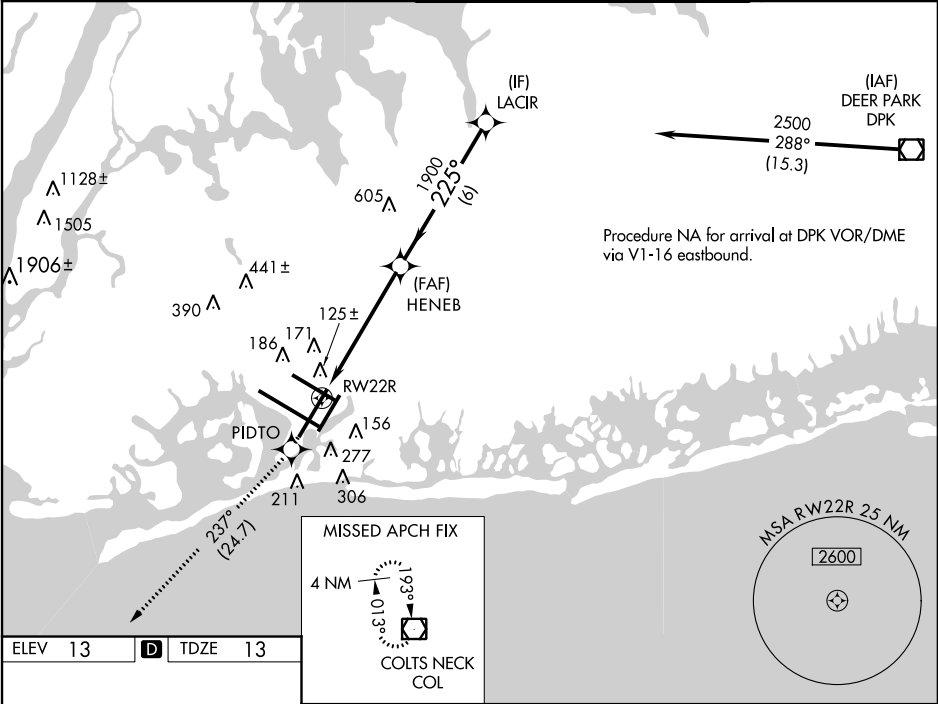 (IF)
LACIR
(IAF)
DEER PARK
DPK
2500
288°
(15.3)
1900
225°
(6)
1128±
605
1505
Procedure NA for arrival at DPK VOR/DME
via V1-16 eastbound.
1906±
441±
(FAF)
HENEB
390
125±
171
186
RW22R
PIDTO
156
277
211
306
237°
(24.7)
MISSED APCH FIX
4 NM
193°
013°
COLTS NECK
COL
MSA RW22R 25 NM
2600
ELEV 13
D
TDZE 13